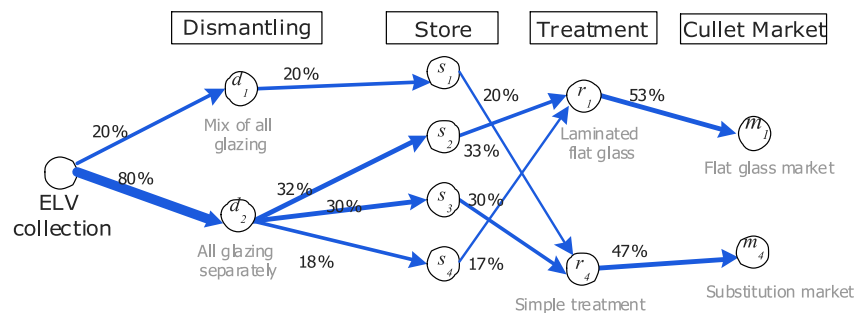 Dismantling Store Treatment Cullet Market
d1 20% s1
20% Mix of all
glazing
20% r1 53% m1
s2 33% Laminated
flat glass
Flat glass market
ELV
collection
80% d2 32%
30% s3 30%
All glazing
separately
18% s4 17% r4 47% m4
Simple treatment
Substitution market